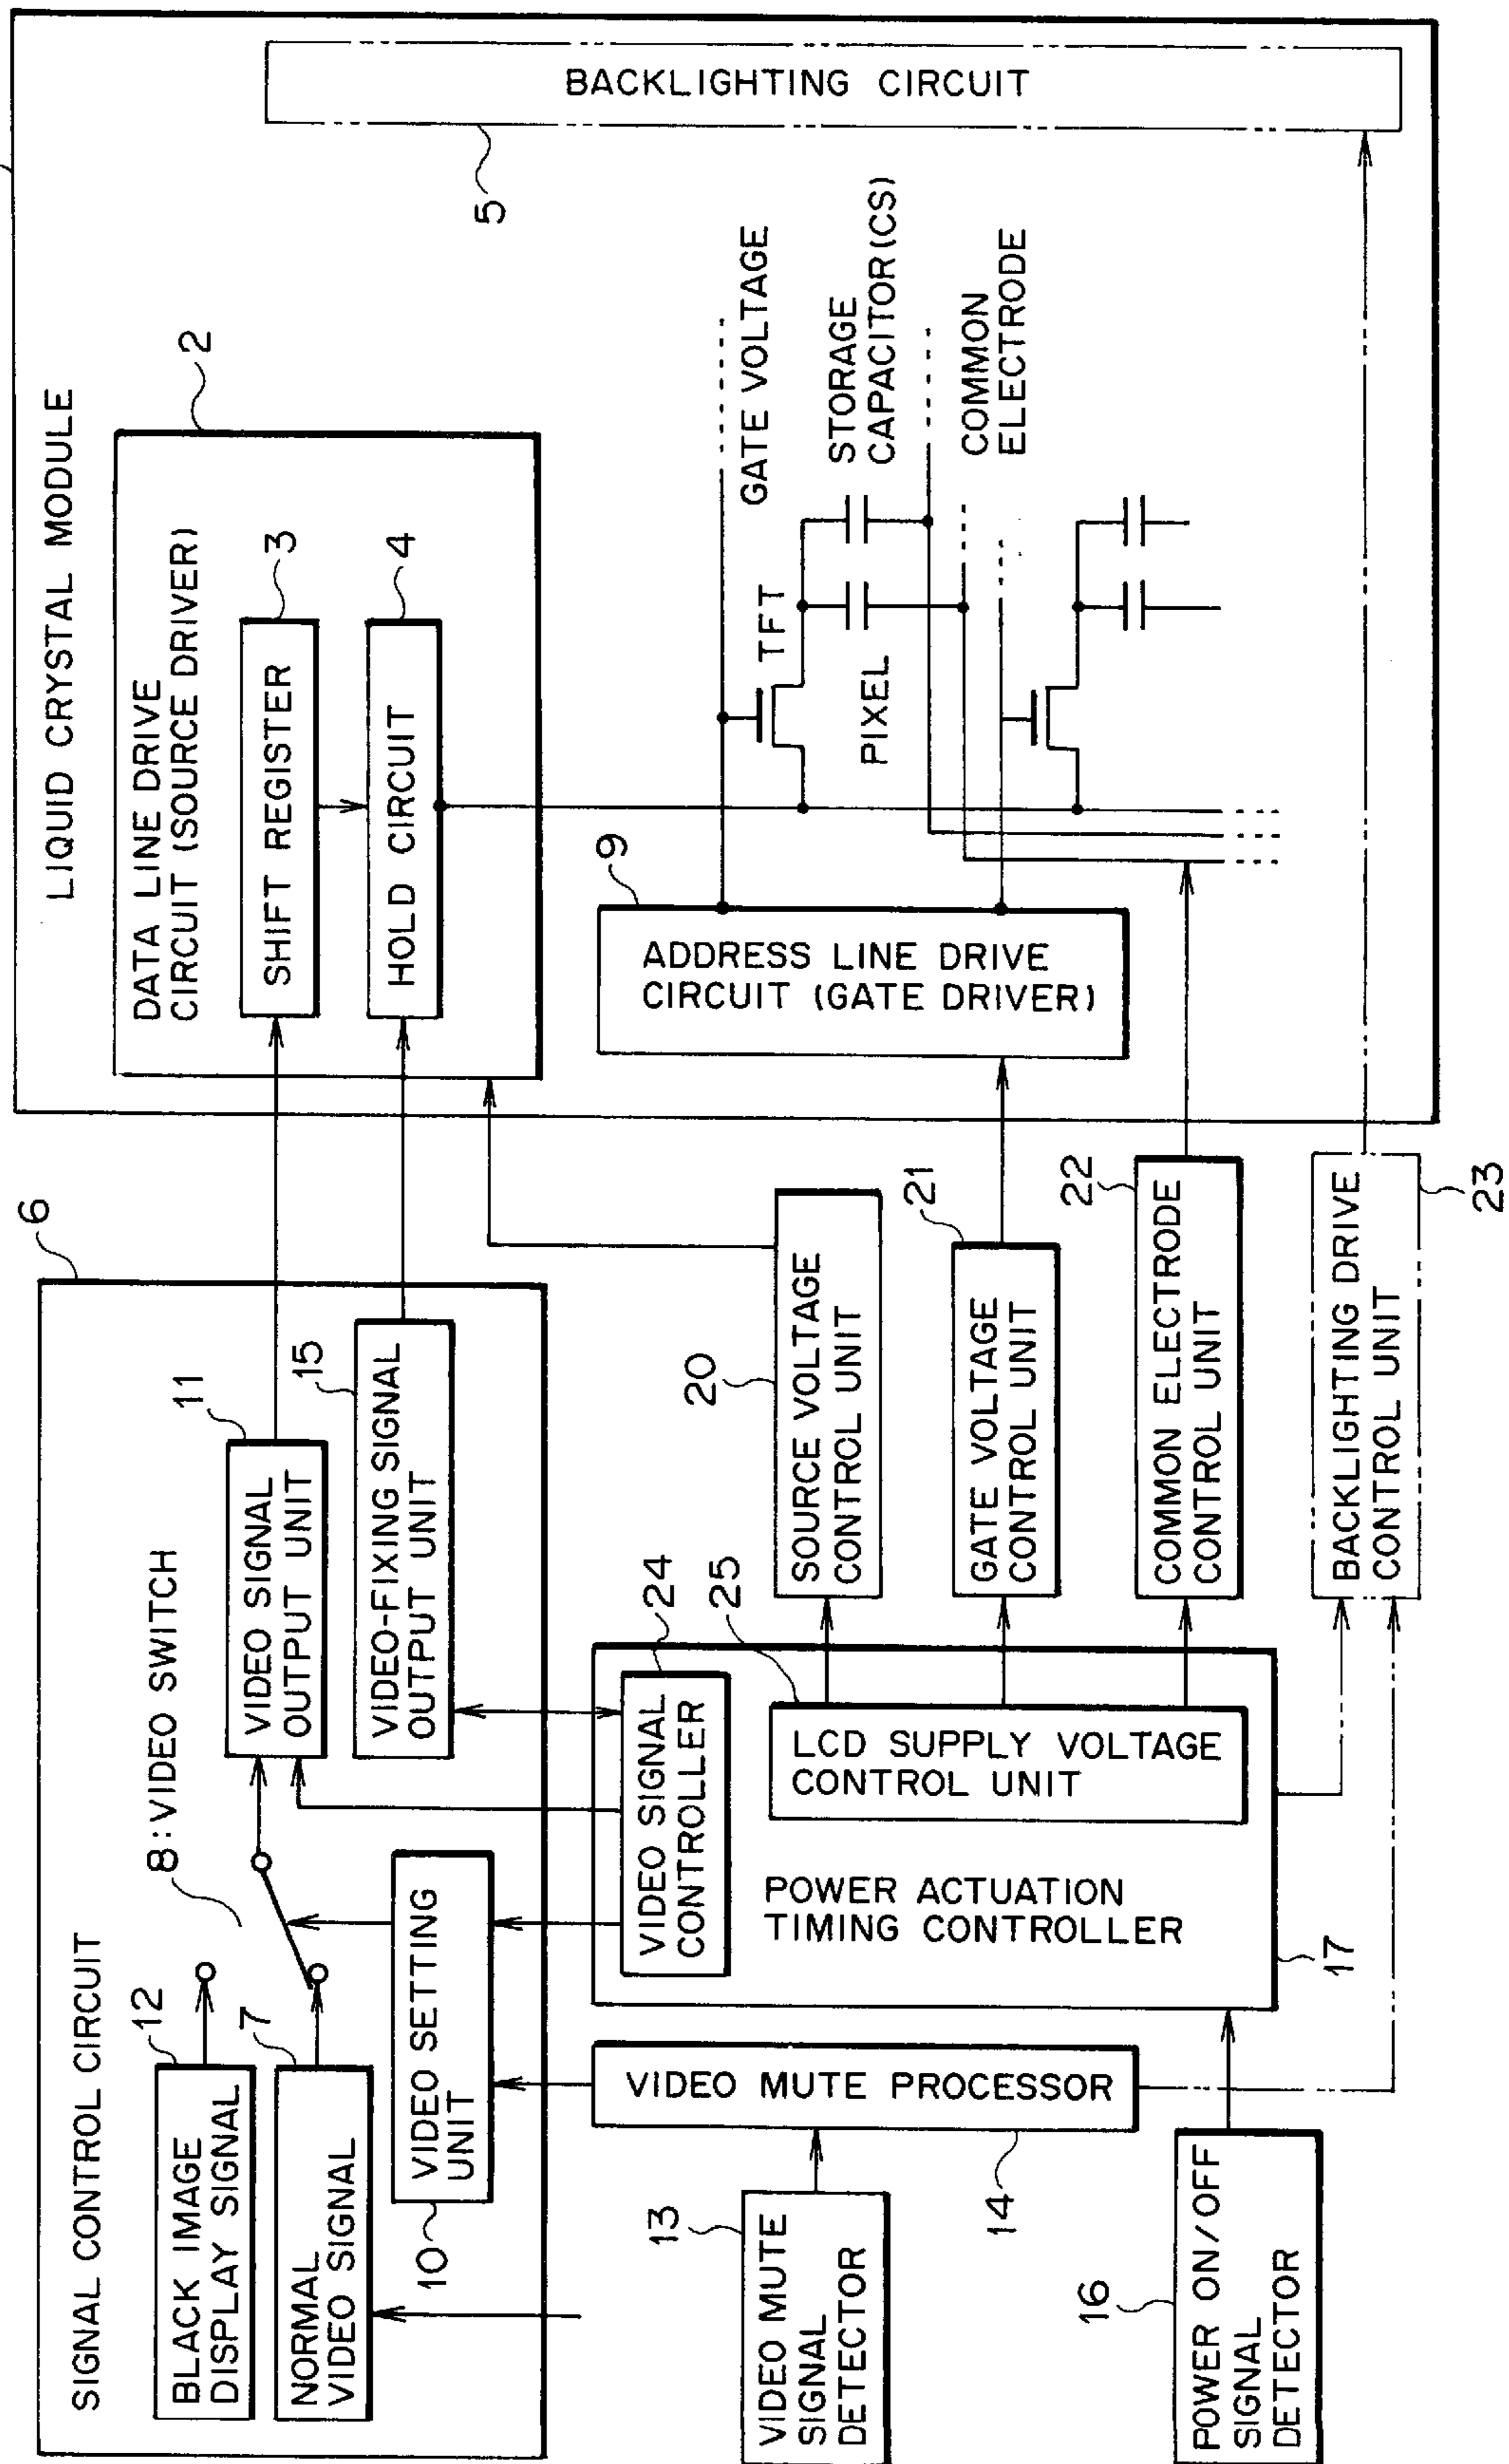 SIGNAL CONTROL CIRCUIT
6
BLACK IMAGE
DISPLAY SIGNAL
12
NORMAL
VIDEO SIGNAL
7
8:VIDEO SWITCH
VIDEO SETTING
UNIT
10
VIDEO SIGNAL
OUTPUT UNIT
11
VIDEO-FIXING SIGNAL
OUTPUT UNIT
15
VIDEO MUTE
SIGNAL
DETECTOR
13
VIDEO MUTE PROCESSOR
14
POWER ON/OFF
SIGNAL
DETECTOR
16
VIDEO SIGNAL
CONTROLLER
24
LCD SUPPLY VOLTAGE
CONTROL UNIT
25
POWER ACTUATION
TIMING CONTROLLER
17
SOURCE VOLTAGE
CONTROL UNIT
20
GATE VOLTAGE
CONTROL UNIT
21
COMMON ELECTRODE
CONTROL UNIT
22
BACKLIGHTING DRIVE
CONTROL UNIT
23
LIQUID CRYSTAL MODULE
DATA LINE DRIVE
CIRCUIT (SOURCE DRIVER)
2
SHIFT REGISTER
3
HOLD CIRCUIT
4
ADDRESS LINE DRIVE
CIRCUIT (GATE DRIVER)
9
GATE VOLTAGE
TFT
PIXEL
STORAGE
CAPACITOR(CS)
COMMON
ELECTRODE
BACKLIGHTING CIRCUIT
5